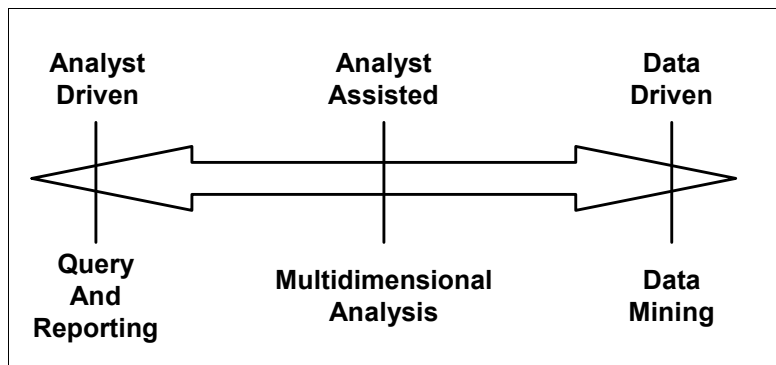 Analyst
Driven
Analyst
Assisted
Data
Driven
Query
And
Reporting
Multidimensional
Analysis
Data
Mining